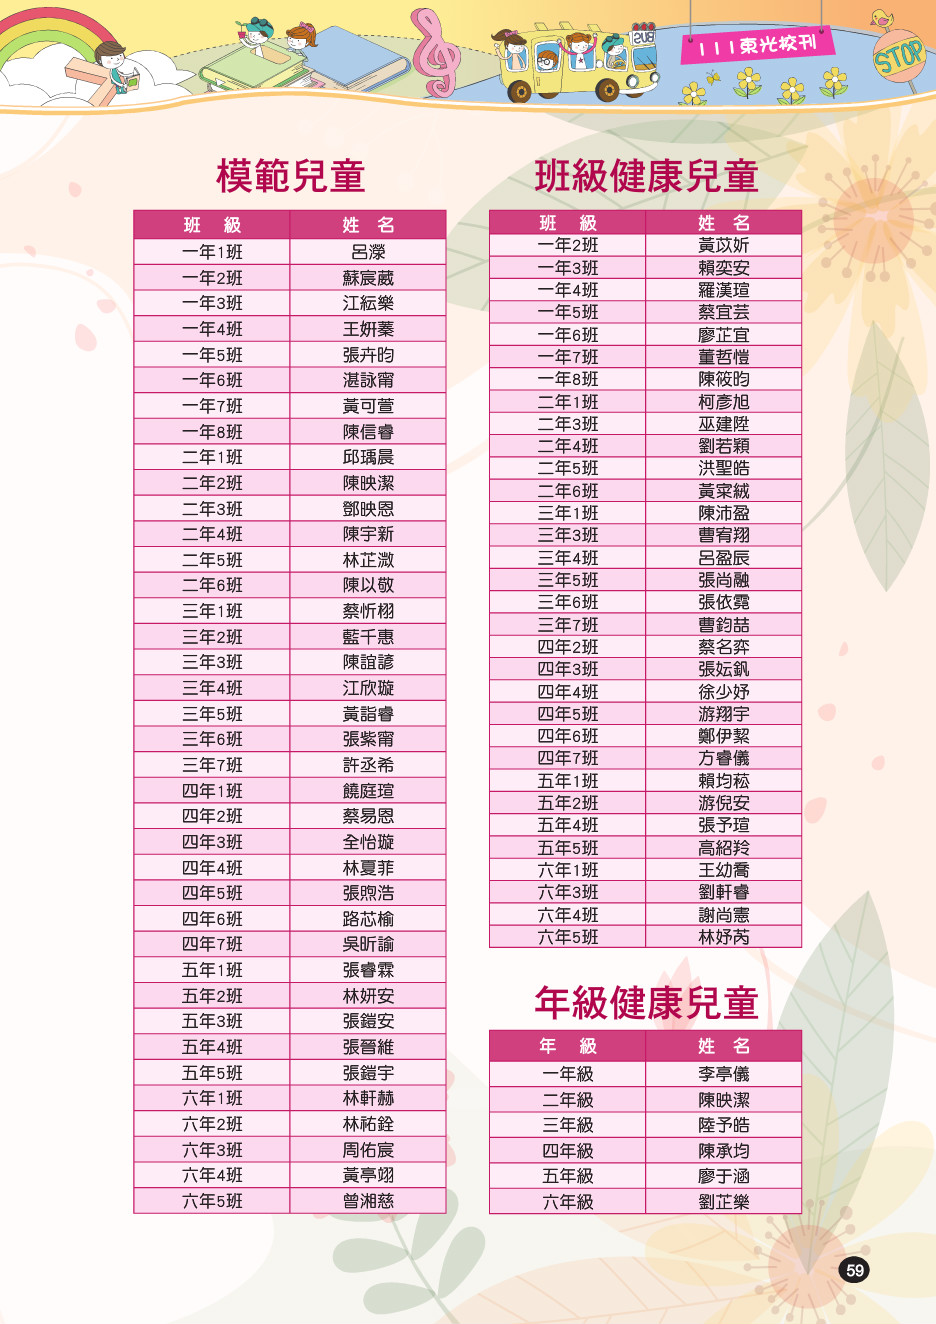 BUS
111東光校刊
STOP
模範兒童
班 級 姓 名
一年1班 呂濴
一年2班 蘇宸葳
一年3班 江紜樂
一年4班 王妍蓁
一年5班 張卉昀
一年6班 湛詠甯
一年7班 黃可萱
一年8班 陳信睿
二年1班 邱瑀晨
二年2班 陳映潔
二年3班 鄧映恩
二年4班 陳宇新
二年5班 林芷溦
二年6班 陳以敬
三年1班 蔡忻栩
三年2班 藍千惠
三年3班 陳誼諺
三年4班 江欣璇
三年5班 黃詣睿
三年6班 張紫甯
三年7班 許丞希
四年1班 饒庭瑄
四年2班 蔡易恩
四年3班 全怡璇
四年4班 林夏菲
四年5班 張煦浩
四年6班 路芯榆
四年7班 吳昕諭
五年1班 張睿霖
五年2班 林妍安
五年3班 張鎧安
五年4班 張晉維
五年5班 張鎧宇
六年1班 林軒赫
六年2班 林祐銓
六年3班 周佑宸
六年4班 黃亭翊
六年5班 曾湘慈
班級健康兒童
班 級 姓 名
一年2班 黃苡妡
一年3班 賴奕安
一年4班 羅漢瑄
一年5班 蔡宜芸
一年6班 廖芷宜
一年7班 董哲愷
一年8班 陳筱昀
二年1班 柯彥旭
二年3班 巫建陞
二年4班 劉若穎
二年5班 洪聖皓
二年6班 黃寀絨
三年1班 陳沛盈
三年3班 曹宥翔
三年4班 呂盈辰
三年5班 張尚融
三年6班 張依霓
三年7班 曹鈞喆
四年2班 蔡名弈
四年3班 張妘釩
四年4班 徐少妤
四年5班 游翔宇
四年6班 鄭伊絜
四年7班 方睿儀
五年1班 賴均菘
五年2班 游倪安
五年4班 張予瑄
五年5班 高紹羚
六年1班 王幼喬
六年3班 劉軒睿
六年4班 謝尚憲
六年5班 林妤芮
年級健康兒童
年 級 姓 名
一年級 李亭儀
二年級 陳映潔
三年級 陸予皓
四年級 陳承均
五年級 廖于涵
六年級 劉芷樂
59